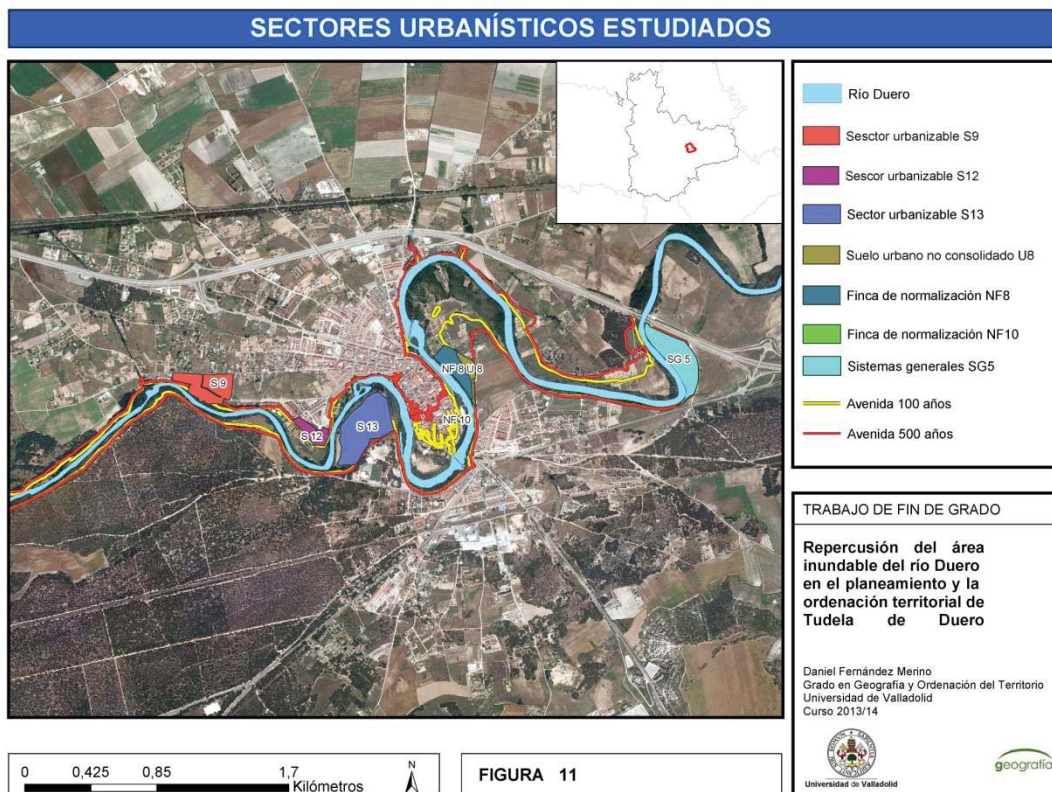 SECTORES URBANÍSTICOS ESTUDIADOS
S 9
S 12
S 13
NF 8 U 8
NF 10
SG 5
Río Duero
Sesctor urbanizable S9
Sescor urbanizable S12
Sector urbanizable S13
Suelo urbano no consolidado U8
Finca de normalización NF8
Finca de normalización NF10
Sistemas generales SG5
Avenida 100 años
Avenida 500 años
TRABAJO DE FIN DE GRADO
Repercusión del área
inundable del río Duero
en el planeamiento y la
ordenación territorial de
Tudela de Duero
Daniel Fernández Merino
Grado en Geografía y Ordenación del Territorio
Universidad de Valladolid
Curso 2013/14
Universidad de Valladolid
geografía
0 0,425 0,85 1,7
Kilómetros
N
FIGURA 11